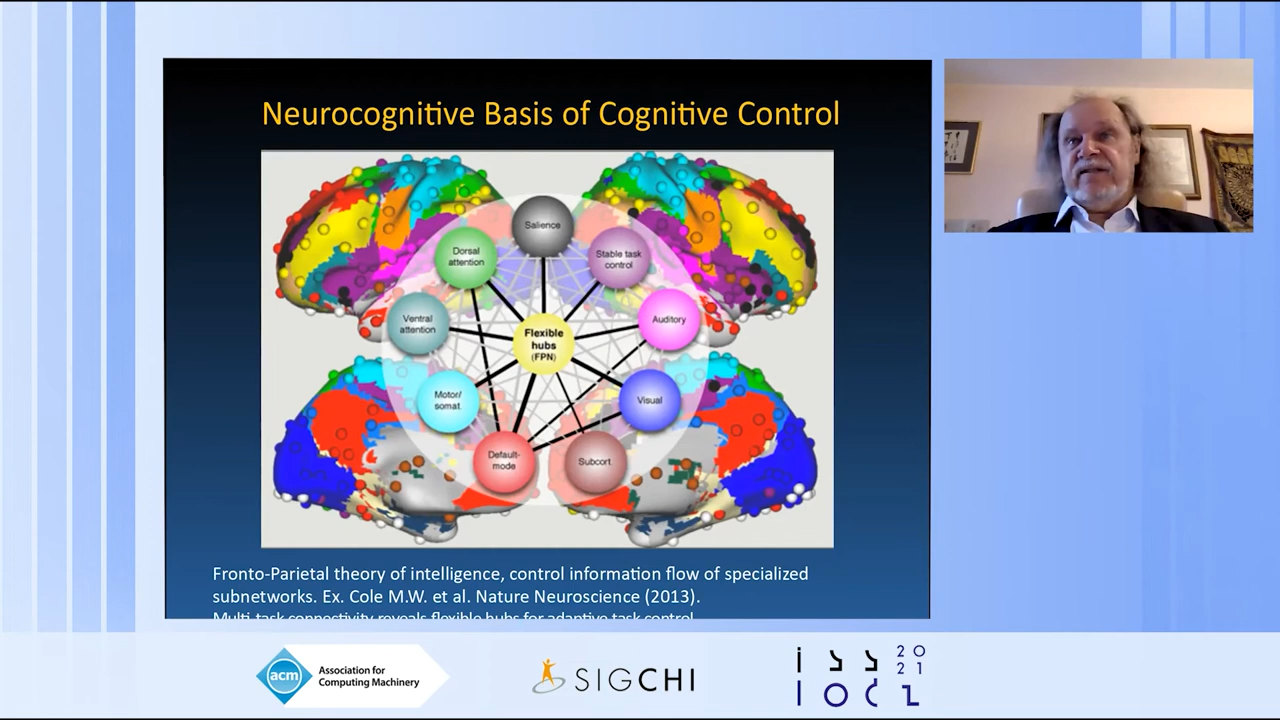 Neurocognitive Basis of Cognitive Control
Salience
Dorsal
attention
Stable task
control
Ventral
attention
Auditory
Flexible
hubs
(FPN)
Motor/
somat.
Visual
Default-
mode
Subcort.
Fronto-Parietal theory of intelligence, control information flow of specialized
subnetworks. Ex. Cole M.W. et al. Nature Neuroscience (2013).
Multi-task connectivity reveals flexible hubs for adaptive task control
acm
Association for
Computing Machinery
SIGCHI
ISS
20
21